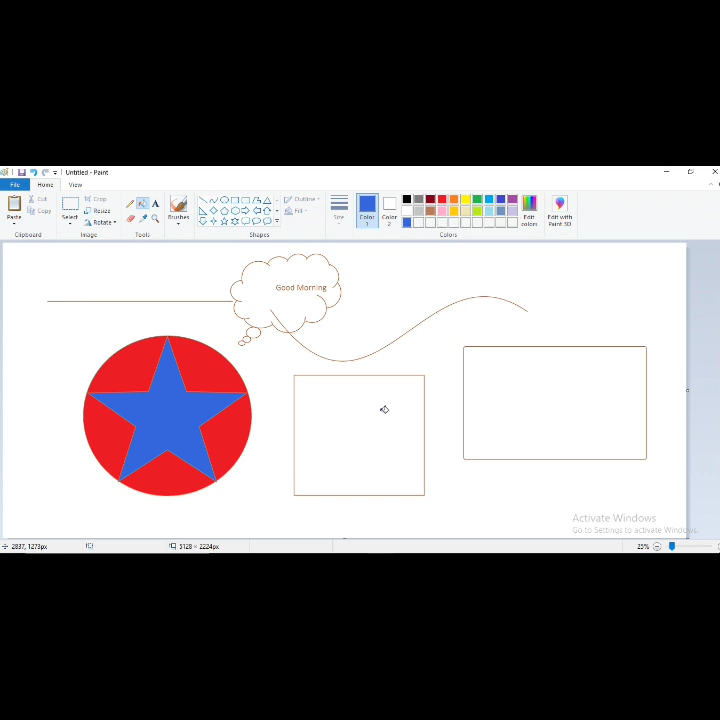 Untitled - Paint
File Home View
Paste
Cut
Copy
Clipboard
Select
Crop
Resize
Rotate
Image
A
Tools
Brushes
Outline
Fill
Shapes
Size
Color 1
Color 2
Edit colors
Edit with Paint 3D
Colors
Good Morning
Activate Windows
Go to Settings to activate Windows.
2837, 1273px
5128 × 2224px
25%